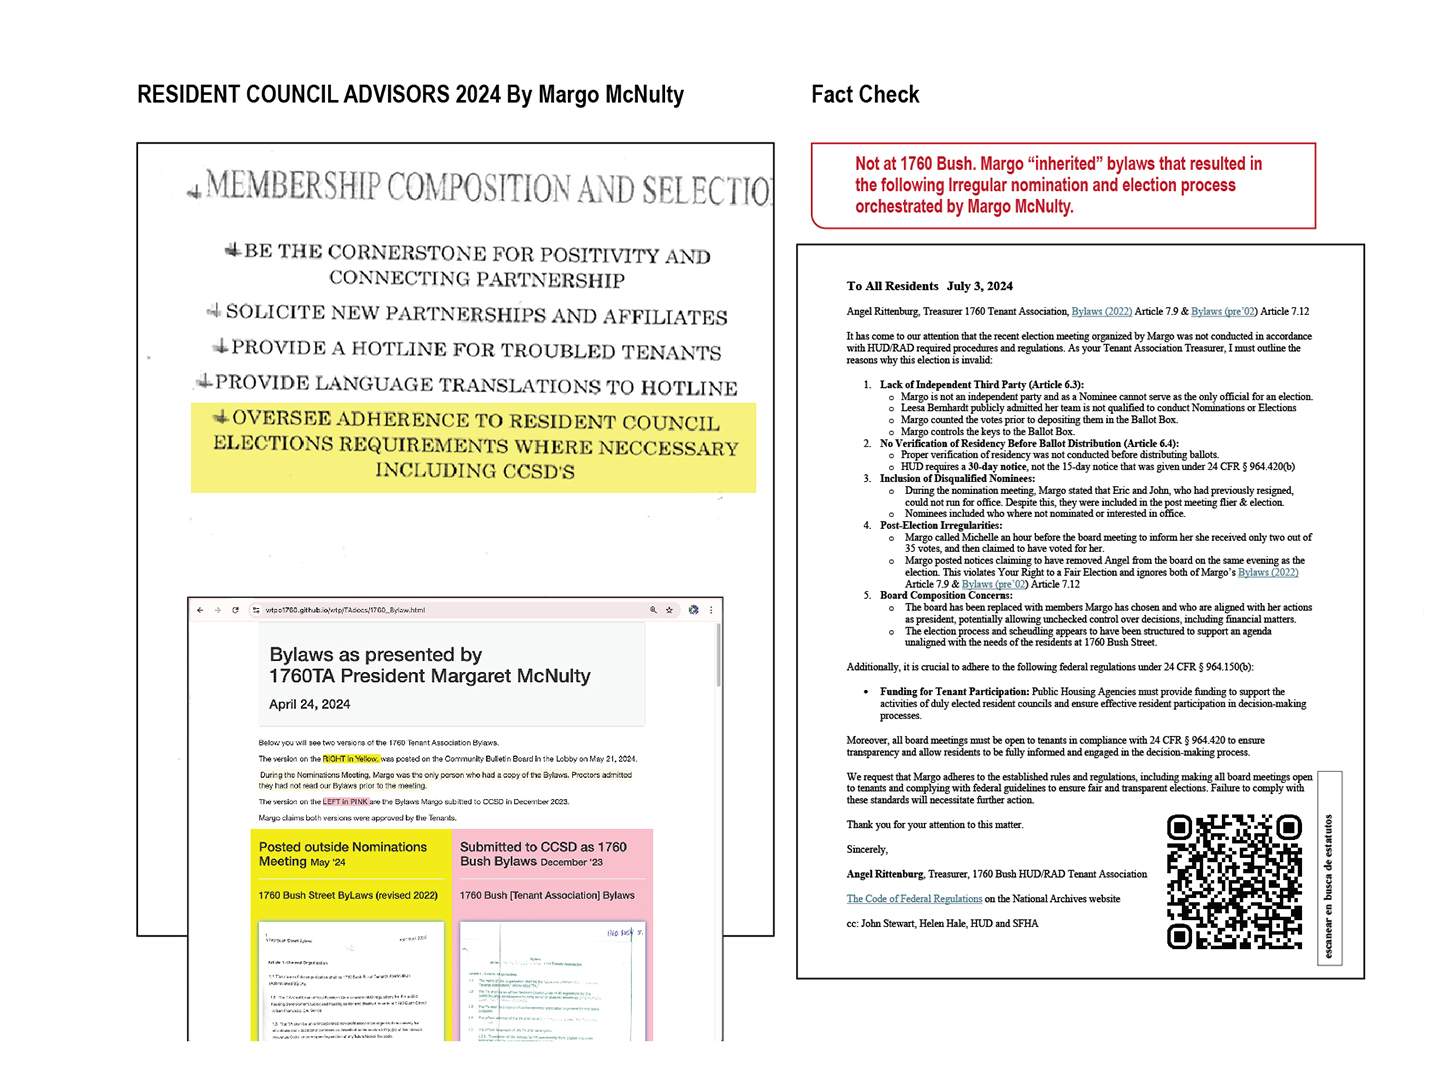 RESIDENT COUNCIL ADVISORS 2024 By Margo McNulty
MEMBERSHIP COMPOSITION AND SELECTIO
BE THE CORNERSTONE FOR POSITIVITY AND
CONNECTING PARTNERSHIP
SOLICITE NEW PARTNERSHIPS AND AFFILIATES
PROVIDE A HOTLINE FOR TROUBLED TENANTS
PROVIDE LANGUAGE TRANSLATIONS TO HOTLINE
OVERSEE ADHERENCE TO RESIDENT COUNCIL
ELECTIONS REQUIREMENTS WHERE NECCESSARY
INCLUDING CCSD'S
wtpo1760.github.io/wtp/TAdocs/1760_Bylaw.html
Bylaws as presented by
1760TA President Margaret McNulty
April 24, 2024
Below you will see two versions of the 1760 Tenant Association Bylaws.
The version on the RIGHT in Yellow, was posted on the Community Bulletin Board in the Lobby on May 21, 2024.
During the Nominations Meeting, Margo was the only person who had a copy of the Bylaws. Proctors admitted
they had not read our Bylaws prior to the meeting.
The version on the LEFT in PINK are the Bylaws Margo subitted to CCSD in December 2023.
Margo claims both versions were approved by the Tenants.
Posted outside Nominations
Meeting May '24
1760 Bush Street ByLaws (revised 2022)
Submitted to CCSD as 1760
Bush Bylaws December '23
1760 Bush [Tenant Association] Bylaws
Fact Check
Not at 1760 Bush. Margo “inherited” bylaws that resulted in
the following Irregular nomination and election process
orchestrated by Margo McNulty.
To All Residents July 3, 2024
Angel Rittenburg, Treasurer 1760 Tenant Association, Bylaws (2022) Article 7.9 & Bylaws (pre'02) Article 7.12
It has come to our attention that the recent election meeting organized by Margo was not conducted in accordance
with HUD/RAD required procedures and regulations. As your Tenant Association Treasurer, I must outline the
reasons why this election is invalid:
1. Lack of Independent Third Party (Article 6.3):
o Margo is not an independent party and as a Nominee cannot serve as the only official for an election.
o Leesa Bernhardt publicly admitted her team is not qualified to conduct Nominations or Elections
o Margo counted the votes prior to depositing them in the Ballot Box.
o Margo controls the keys to the Ballot Box.
2. No Verification of Residency Before Ballot Distribution (Article 6.4):
o Proper verification of residency was not conducted before distributing ballots.
o HUD requires a 30-day notice, not the 15-day notice that was given under 24 CFR § 964.420(b)
3. Inclusion of Disqualified Nominees:
o During the nomination meeting, Margo stated that Eric and John, who had previously resigned,
could not run for office. Despite this, they were included in the post meeting flier & election.
o Nominees included who where not nominated or interested in office.
4. Post-Election Irregularities:
o Margo called Michelle an hour before the board meeting to inform her she received only two out of
35 votes, and then claimed to have voted for her.
o Margo posted notices claiming to have removed Angel from the board on the same evening as the
election. This violates Your Right to a Fair Election and ignores both of Margo's Bylaws (2022)
Article 7.9 & Bylaws (pre'02) Article 7.12
5. Board Composition Concerns:
o The board has been replaced with members Margo has chosen and who are aligned with her actions
as president, potentially allowing unchecked control over decisions, including financial matters.
o The election process and scheudling appears to have been structured to support an agenda
unaligned with the needs of the residents at 1760 Bush Street.
Additionally, it is crucial to adhere to the following federal regulations under 24 CFR § 964.150(b):
• Funding for Tenant Participation: Public Housing Agencies must provide funding to support the
activities of duly elected resident councils and ensure effective resident participation in decision-making
processes.
Moreover, all board meetings must be open to tenants in compliance with 24 CFR § 964.420 to ensure
transparency and allow residents to be fully informed and engaged in the decision-making process.
We request that Margo adheres to the established rules and regulations, including making all board meetings open
to tenants and complying with federal guidelines to ensure fair and transparent elections. Failure to comply with
these standards will necessitate further action.
Thank you for your attention to this matter.
Sincerely,
Angel Rittenburg, Treasurer, 1760 Bush HUD/RAD Tenant Association
The Code of Federal Regulations on the National Archives website
cc: John Stewart, Helen Hale, HUD and SFHA
escanear en busca de estatutos